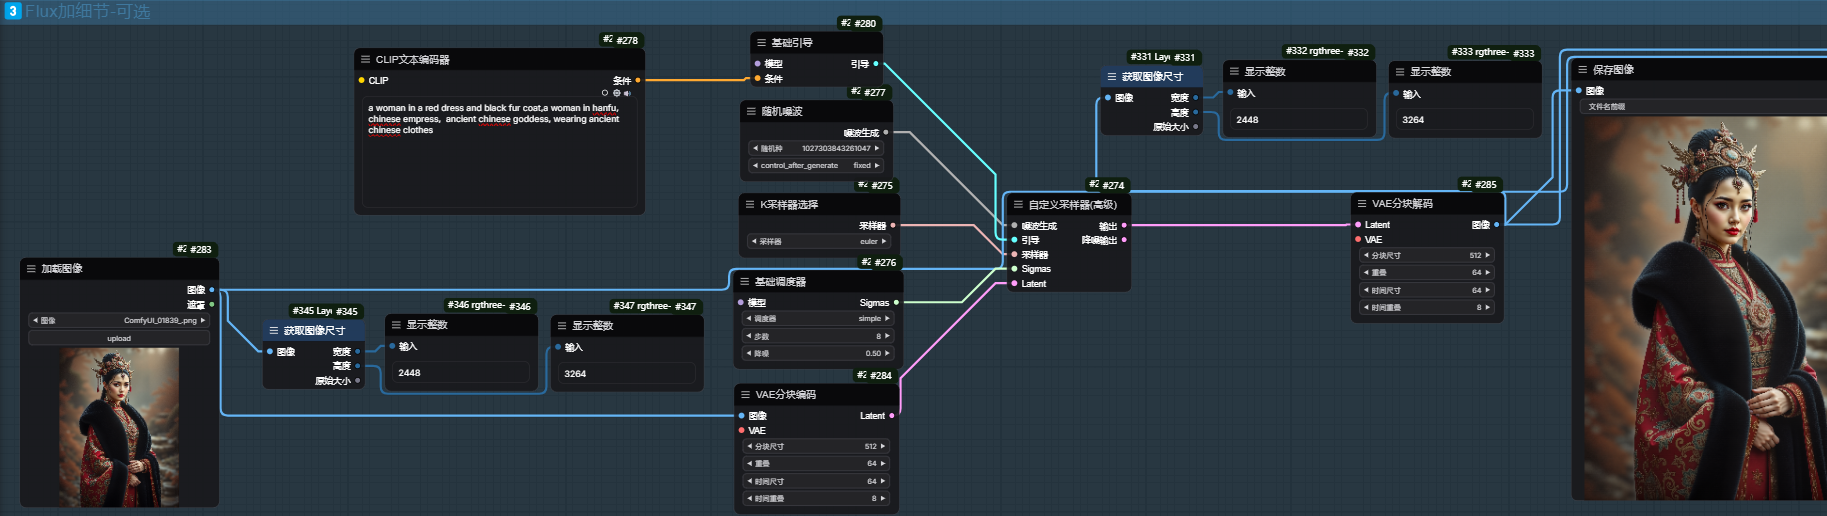 3 Flux加细节-可选
#278
CLIP文本编码器
CLIP
条件
a woman in a red dress and black fur coat,a woman in hanfu,
chinese empress,  ancient chinese goddess, wearing ancient
chinese clothes
#280
基础引导
模型
引导
条件
#277
随机噪波
噪波生成
随机种 1027303843261047
control_after_generate fixed
#275
K采样器选择
采样器
采样器 euler
#276
基础调度器
模型
Sigmas
调度器 simple
步数 8
降噪 0.50
#284
VAE分块编码
图像
Latent
VAE
分块尺寸 512
重叠 64
时间尺寸 64
时间重叠 8
#283
加载图像
图像
遮罩
图像 ComfyUI_01839_.png
upload
#345 Layu #345
获取图像尺寸
图像
宽度
高度
原始大小
#346 rgthree- #346
显示整数
输入
2448
#347 rgthree- #347
显示整数
输入
3264
#274
自定义采样器(高级)
噪波生成
输出
引导
降噪输出
采样器
Sigmas
Latent
#331 Layu #331
获取图像尺寸
图像
宽度
高度
原始大小
#332 rgthree- #332
显示整数
输入
2448
#333 rgthree- #333
显示整数
输入
3264
#285
VAE分块解码
Latent
图像
VAE
分块尺寸 512
重叠 64
时间尺寸 64
时间重叠 8
保存图像
图像
文件名前缀